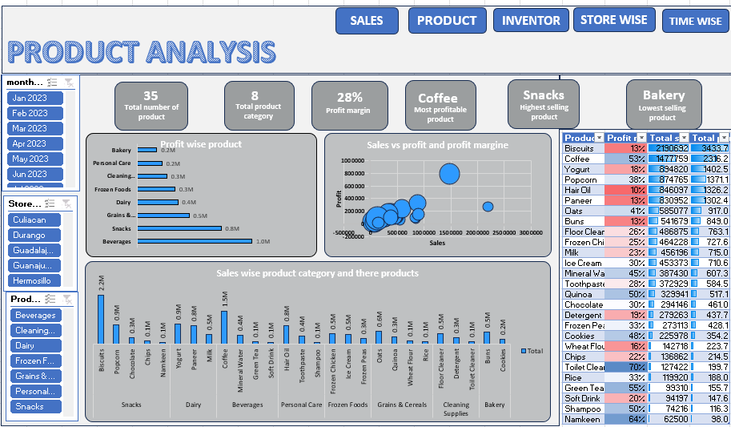 SALES
PRODUCT
INVENTOR
STORE WISE
TIME WISE
PRODUCT ANALYSIS
month...
Jan 2023
Feb 2023
Mar 2023
Apr 2023
May 2023
Jun 2023
Store...
Culiacan
Durango
Guadalaj...
Guanaju...
Hermosillo
Prod...
Beverages
Cleaning...
Dairy
Frozen F...
Grains & ...
Personal...
Snacks
35
Total number of
product
8
Total product
category
28%
Profit margin
Coffee
Most profitable
product
Snacks
Highest selling
product
Bakery
Lowest selling
product
Profit wise product
Bakery 0.2M
Personal Care 0.2M
Cleaning... 0.3M
Frozen Foods 0.3M
Dairy 0.4M
Grains &... 0.5M
Snacks 0.8M
Beverages 1.0M
Sales vs profit and profit margine
Profit
1000000
800000
600000
400000
200000
0
-200000
-500000 0 500000 1000000 1500000 2000000 2500000 3000000
Sales
Sales wise product category and there products
2.2M 0.9M 0.3M 0.1M 0.1M 0.9M 0.8M 0.5M 1.5M 0.4M 0.1M 0.1M 0.8M 0.4M 0.1M 0.5M 0.5M 0.3M 0.6M 0.3M 0.1M 0.1M 0.5M 0.3M 0.1M 0.5M 0.2M
Biscuits Popcorn Chocolate Chips Namkeen Yogurt Paneer Milk Coffee Mineral Water Green Tea Soft Drink Hair Oil Toothpaste Shampoo Frozen Chicken Ice Cream Frozen Peas Oats Quinoa Wheat Flour Rice Floor Cleaner Detergent Toilet Cleaner Buns Cookies
Snacks Dairy Beverages Personal Care Frozen Foods Grains & Cereals Cleaning Supplies Bakery
Total
Produc Profit r Total s Total
Biscuits 13% 2190692 3433.7
Coffee 53% 1477759 2316.2
Yogurt 16% 894820 1402.5
Popcorn 38% 874765 1371.1
Hair Oil 10% 846097 1326.2
Paneer 13% 830952 1302.4
Oats 41% 585077 917.0
Buns 13% 541679 849.0
Floor Clear 26% 486875 763.1
Frozen Chi 25% 464228 727.6
Milk 23% 456196 715.0
Ice Cream 30% 453373 710.6
Mineral Wa 45% 387430 607.3
Toothpast 28% 372929 584.5
Quinoa 50% 329941 517.1
Chocolate 30% 294146 461.0
Detergent 19% 279263 437.7
Frozen Pea 33% 273113 428.1
Cookies 48% 225978 354.2
Wheat Flou 16% 142718 223.7
Chips 22% 136862 214.5
Toilet Clea 70% 127422 199.7
Rice 33% 119320 188.0
Green Tea 55% 99310 155.7
Soft Drink 20% 94197 147.6
Shampoo 50% 74216 116.3
Namkeen 64% 62500 98.0